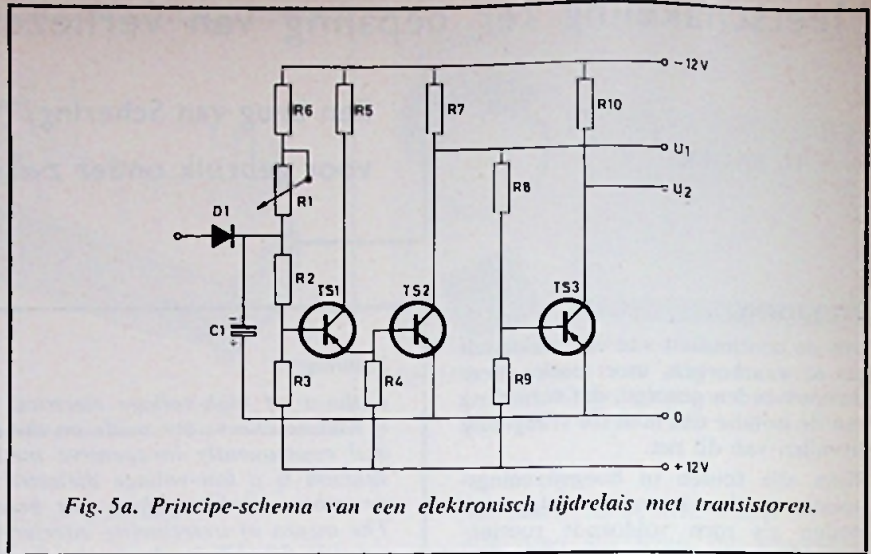 -12V
R6
R5
R7
R10
U1
R8
U2
R1
D1
R2
TS1
TS2
TS3
C1
R3
R4
R9
0
+12V
Fig. 5a. Principe-schema van een elektronisch tijdrelais met transistoren.